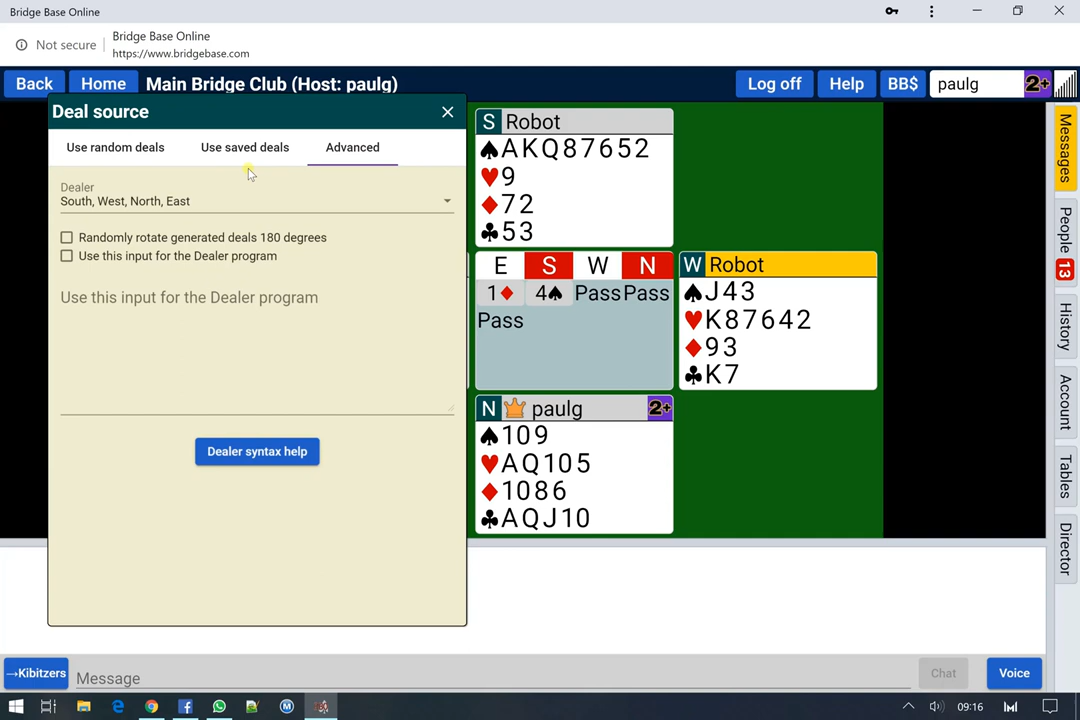 Bridge Base Online
Not secure
Bridge Base Online
https://www.bridgebase.com
Back
Home
Main Bridge Club (Host: paulg)
Log off
Help
BB$
paulg
2+
Deal source
Use random deals
Use saved deals
Advanced
Dealer
South, West, North, East
Randomly rotate generated deals 180 degrees
Use this input for the Dealer program
Use this input for the Dealer program
Dealer syntax help
S Robot
♠AKQ87652
♥9
♦72
♣53
E S W N
1♦ 4♠ Pass Pass
Pass
W Robot
♠J43
♥K87642
♦93
♣K7
N paulg 2+
♠109
♥AQ105
♦1086
♣AQJ10
Messages
People 13
History
Account
Tables
Director
→Kibitzers
Message
Chat
Voice
09:16